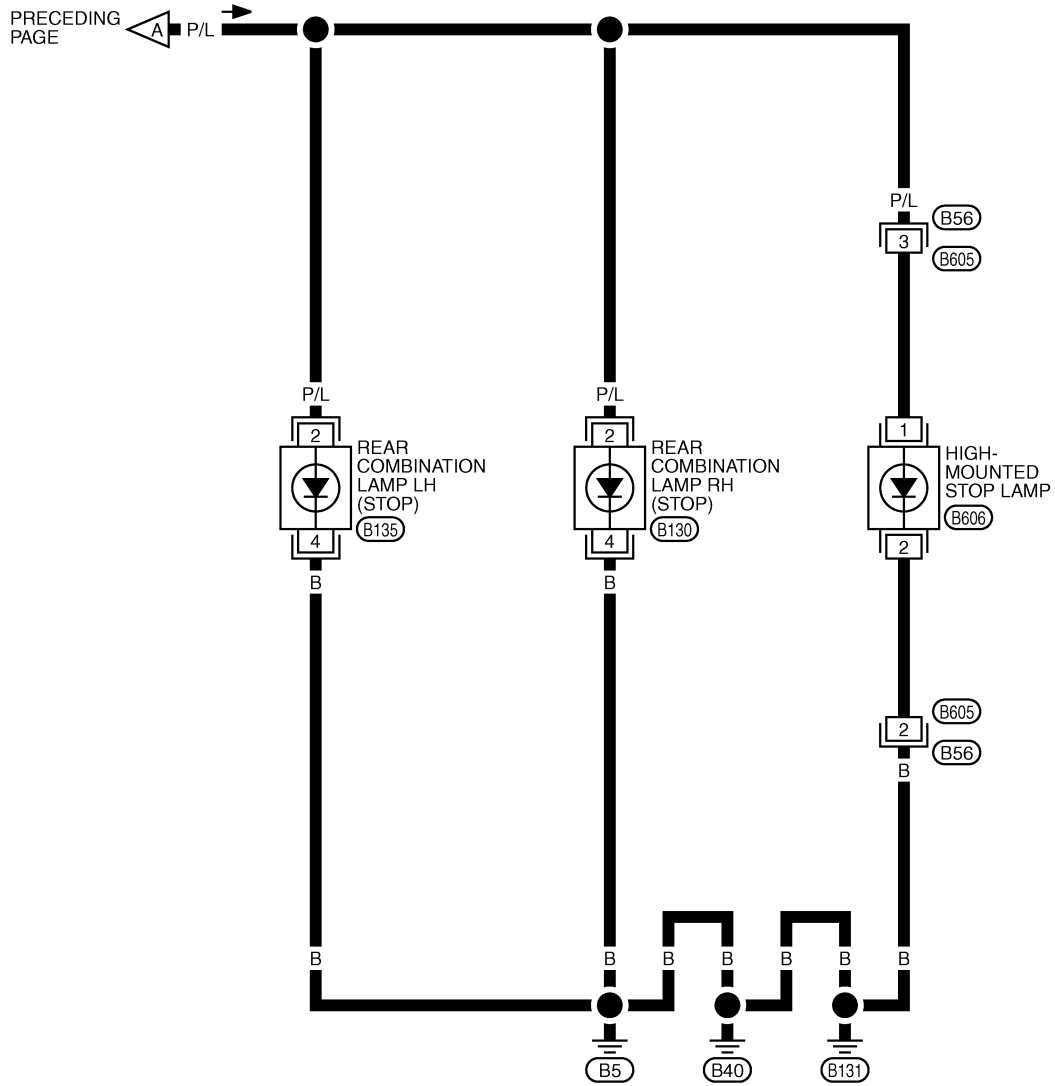 PRECEDING
PAGE
A
P/L
P/L
B56
3
B605
P/L
P/L
2
2
1
REAR
COMBINATION
LAMP LH
(STOP)
B135
REAR
COMBINATION
LAMP RH
(STOP)
B130
HIGH-
MOUNTED
STOP LAMP
B606
4
4
2
B
B
B605
2
B56
B
B
B
B
B
B
B
B
B5
B40
B131